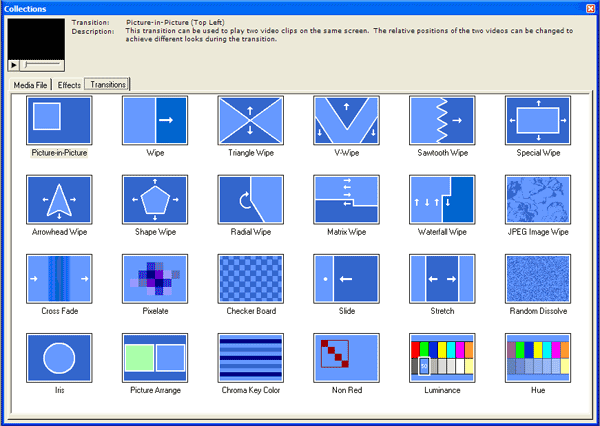 Collections
Transition: Picture-in-Picture (Top Left)
Description: This transition can be used to play two video clips on the same screen. The relative positions of the two videos can be changed to
achieve different looks during the transition.
Media File Effects Transitions
Picture-in-Picture Wipe Triangle Wipe V-Wipe Sawtooth Wipe Special Wipe
Arrowhead Wipe Shape Wipe Radial Wipe Matrix Wipe Waterfall Wipe JPEG Image Wipe
Cross Fade Pixelate Checker Board Slide Stretch Random Dissolve
Iris Picture Arrange Chroma Key Color Non Red Luminance Hue